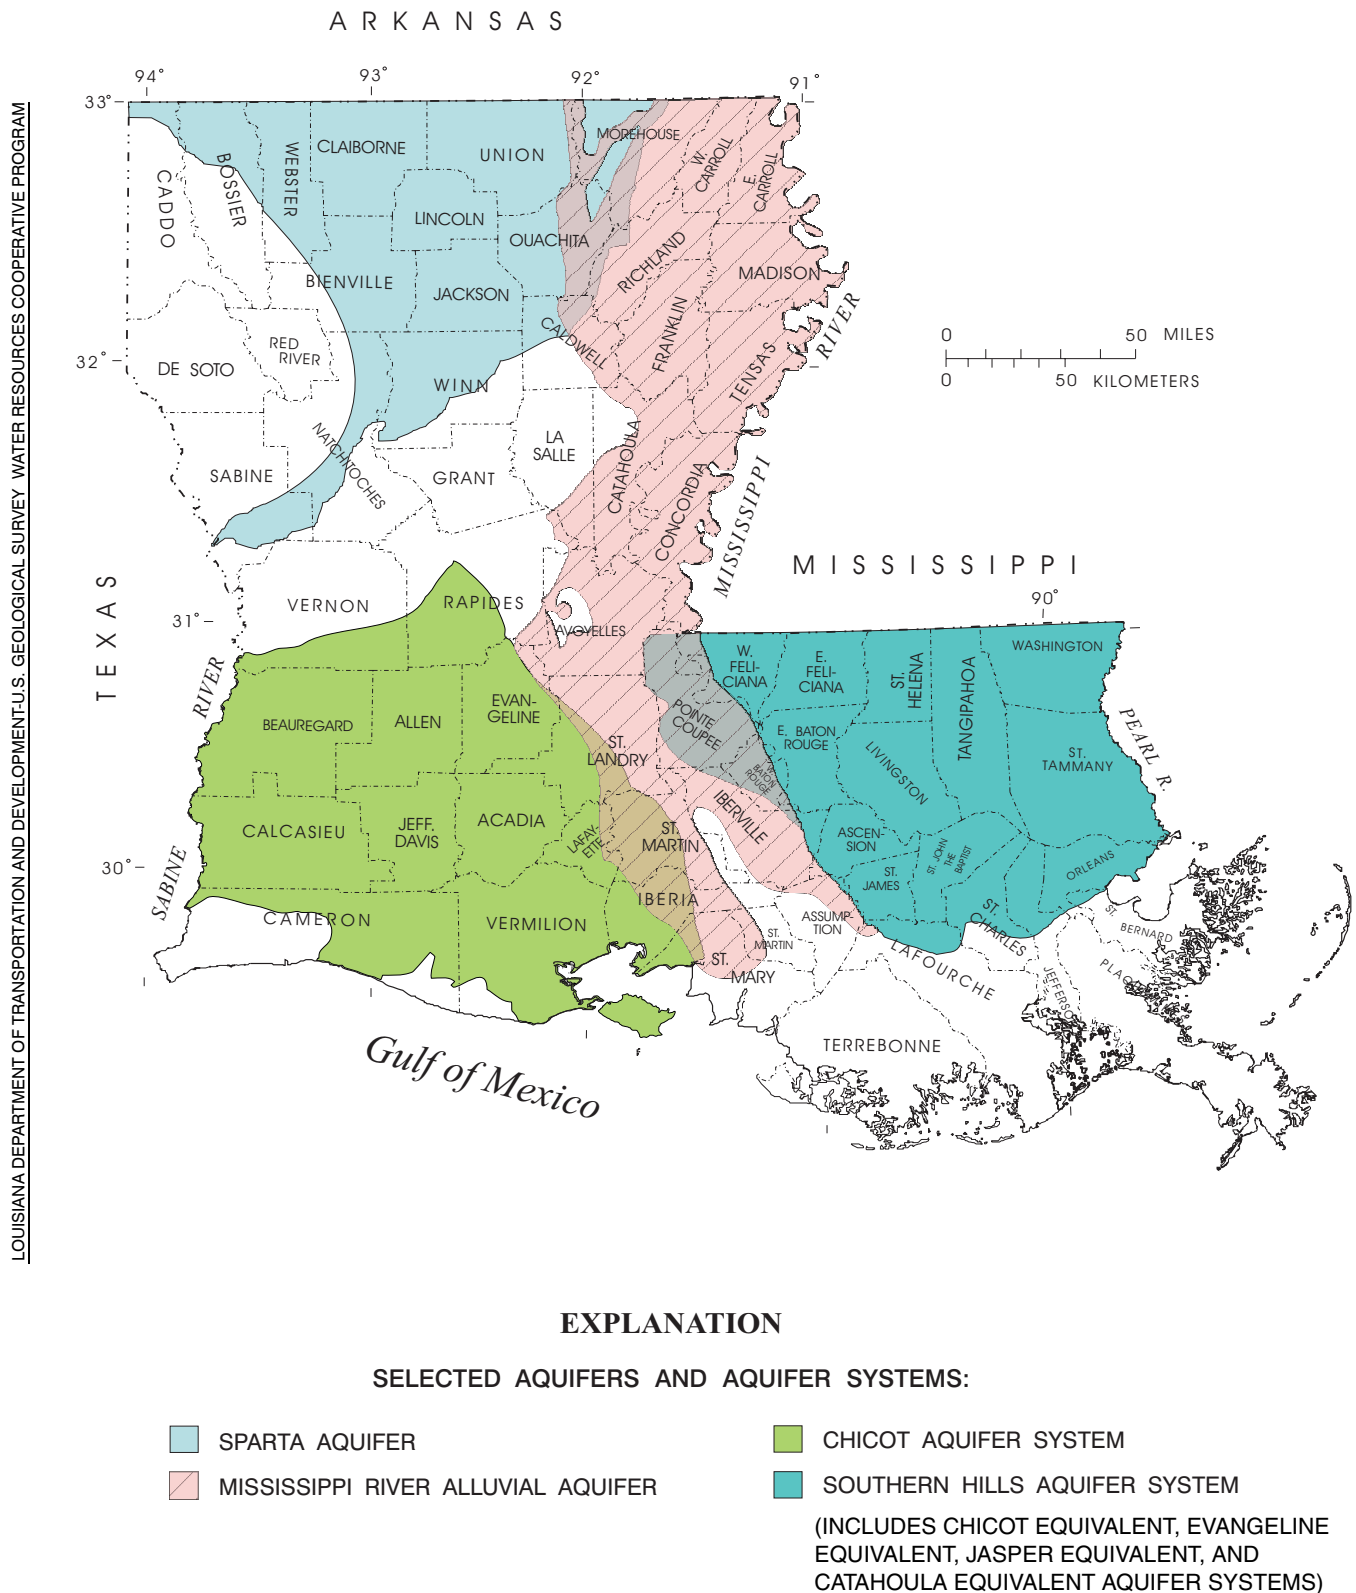 ARKANSAS
94°
93°
92°
91°
33°
MOREHOUSE
CLAIBORNE
UNION
W.
CARROLL
E.
CARROLL
WEBSTER
BOSSIER
CADDO
LINCOLN
OUACHITA
RICHLAND
MADISON
BIENVILLE
JACKSON
CALDWELL
FRANKLIN
RIVER
0 50 MILES
0 50 KILOMETERS
32°
DE SOTO
RED
RIVER
WINN
TENSAS
NATCHITOCHES
LA
SALLE
CATAHOULA
SABINE
GRANT
CONCORDIA
MISSISSIPPI
MISSISSIPPI
TEXAS
90°
31°
VERNON
RAPIDES
AVOYELLES
W.
FELI-
CIANA
E.
FELI-
CIANA
ST.
HELENA
TANGIPAHOA
WASHINGTON
RIVER
BEAUREGARD
ALLEN
EVAN-
GELINE
POINTE
COUPEE
ST.
LANDRY
E. BATON
ROUGE
W.
BATON
ROUGE
LIVINGSTON
ST.
TAMMANY
PEARL R.
CALCASIEU
JEFF.
DAVIS
ACADIA
LAFAY-
ETTE
ST.
MARTIN
IBERVILLE
ASCEN-
SION
ST. JOHN
THE
BAPTIST
ORLEANS
30°
SABINE
ST.
JAMES
CAMERON
VERMILION
IBERIA
ASSUMP-
TION
ST.
CHARLES
ST.
BERNARD
ST.
MARTIN
ST.
MARY
LAFOURCHE
JEFFERSON
TERREBONNE
Gulf of Mexico
LOUISIANA DEPARTMENT OF TRANSPORTATION AND DEVELOPMENT-U.S. GEOLOGICAL SURVEY WATER RESOURCES COOPERATIVE PROGRAM
EXPLANATION
SELECTED AQUIFERS AND AQUIFER SYSTEMS:
SPARTA AQUIFER
MISSISSIPPI RIVER ALLUVIAL AQUIFER
CHICOT AQUIFER SYSTEM
SOUTHERN HILLS AQUIFER SYSTEM
(INCLUDES CHICOT EQUIVALENT, EVANGELINE
EQUIVALENT, JASPER EQUIVALENT, AND
CATAHOULA EQUIVALENT AQUIFER SYSTEMS)